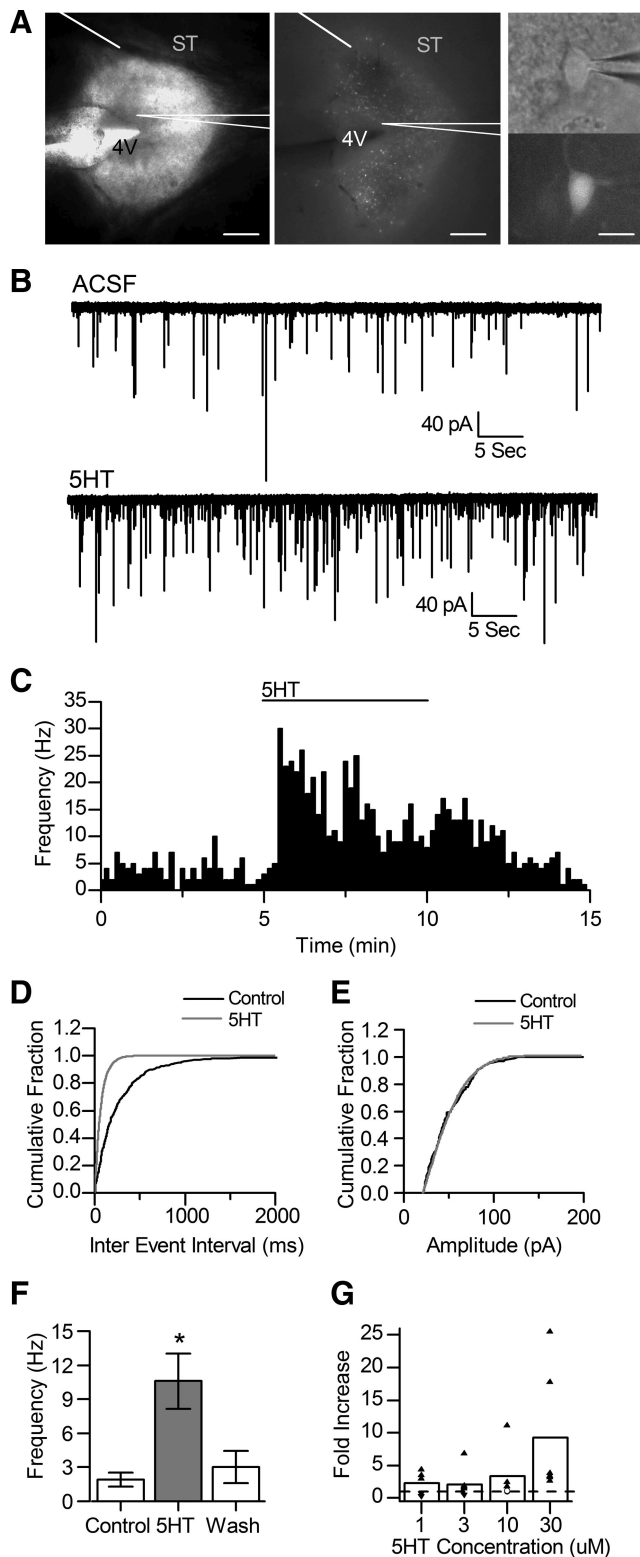 A
ST
ST
4V
4V
B
ACSF
40 pA
5 Sec
5HT
40 pA
5 Sec
C
5HT
35
30
25
20
15
10
5
0
Frequency (Hz)
0 5 10 15
Time (min)
D
Control
5HT
1.2
1.0
0.8
0.6
0.4
0.2
0.0
Cumulative Fraction
0 1000 2000
Inter Event Interval (ms)
E
Control
5HT
1.2
1.0
0.8
0.6
0.4
0.2
0.0
Cumulative Fraction
0 100 200
Amplitude (pA)
F
15
12
9
6
3
0
Frequency (Hz)
*
Control 5HT Wash
G
25
20
15
10
5
0
Fold Increase
1 3 10 30
5HT Concentration (uM)